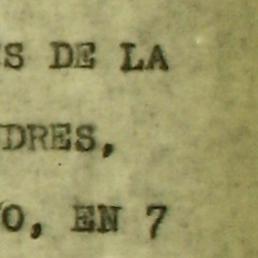 S DE LA
DRES,
O, EN 7